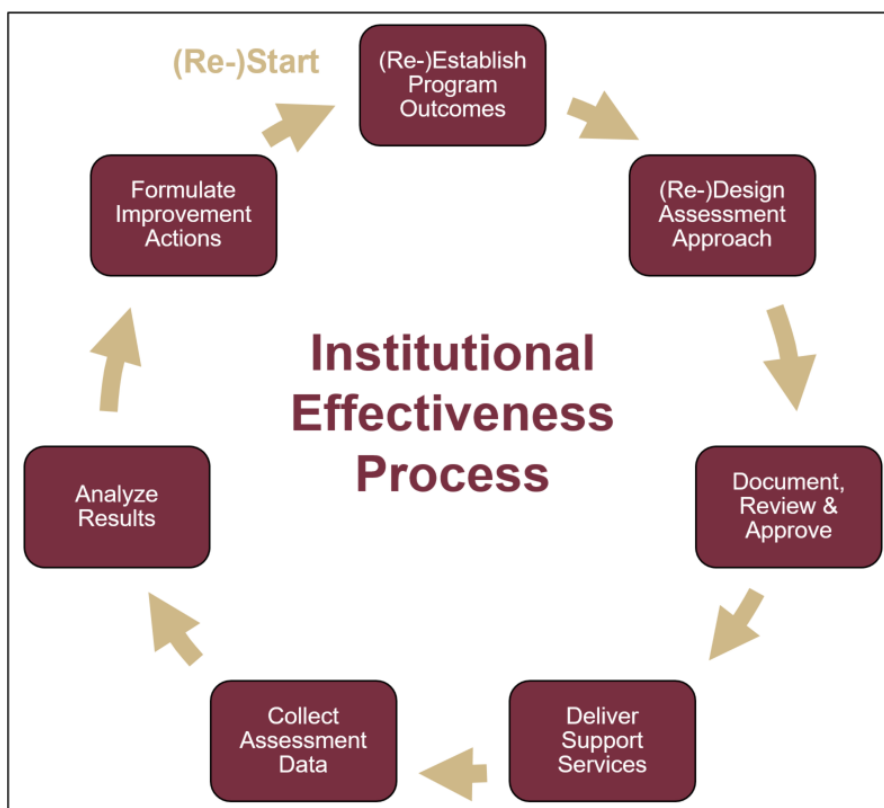 (Re-)Start
(Re-)Establish
Program
Outcomes
(Re-)Design
Assessment
Approach
Document,
Review &
Approve
Deliver
Support
Services
Collect
Assessment
Data
Analyze
Results
Formulate
Improvement
Actions
Institutional
Effectiveness
Process